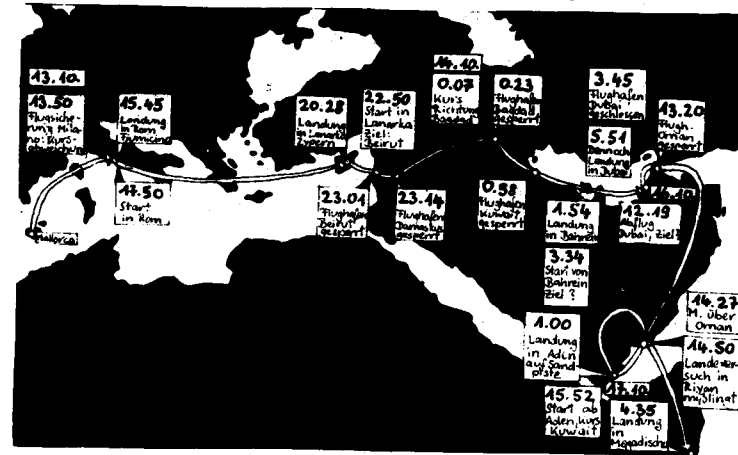 13.10.
13.50
Flugsiche-
rung Mila-
no: Kurs-
abweichung
15.45
Landung
in Rom
Fiumicino
17.50
Start
in Rom
Mallorca
20.28
Landung
in Larnaka
Zypern
22.50
Start in
Larnaka
Ziel:
Beirut
23.01
Flughafen
Beirut
gesperrt
23.14
Flughafen
Damaskus
gesperrt
14.10.
0.07
Kurs
Richtung
Bagdad
0.23
Flughafen
Bagdad
gesperrt
0.58
Flughafen
Kuwait
gesperrt
1.54
Landung
in Bahrein
3.34
Start von
Bahrein
Ziel ?
3.45
Flughafen
Dubai
geschlossen
5.51
Dennoch
Landung
in Dubai
16.10.
12.19
Abflug
Dubai, Ziel?
13.20
Flugh.
Oman
gesperrt
14.27
M. über
Oman
14.50
Landever-
such in
Riyan
mißlingt
15.52
Start ab
Aden, kurs
Kuwait
1.00
Landung
in Aden
auf Sand-
piste
17.10.
4.35
Landung
in
Mogadischu